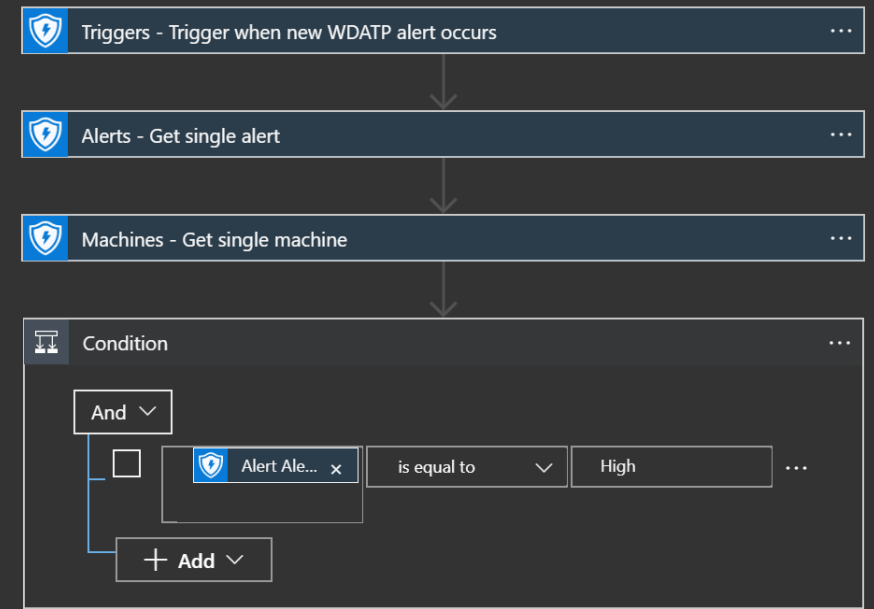 Triggers - Trigger when new WDATP alert occurs
Alerts - Get single alert
Machines - Get single machine
Condition
And
Alert Ale... × is equal to High
+ Add